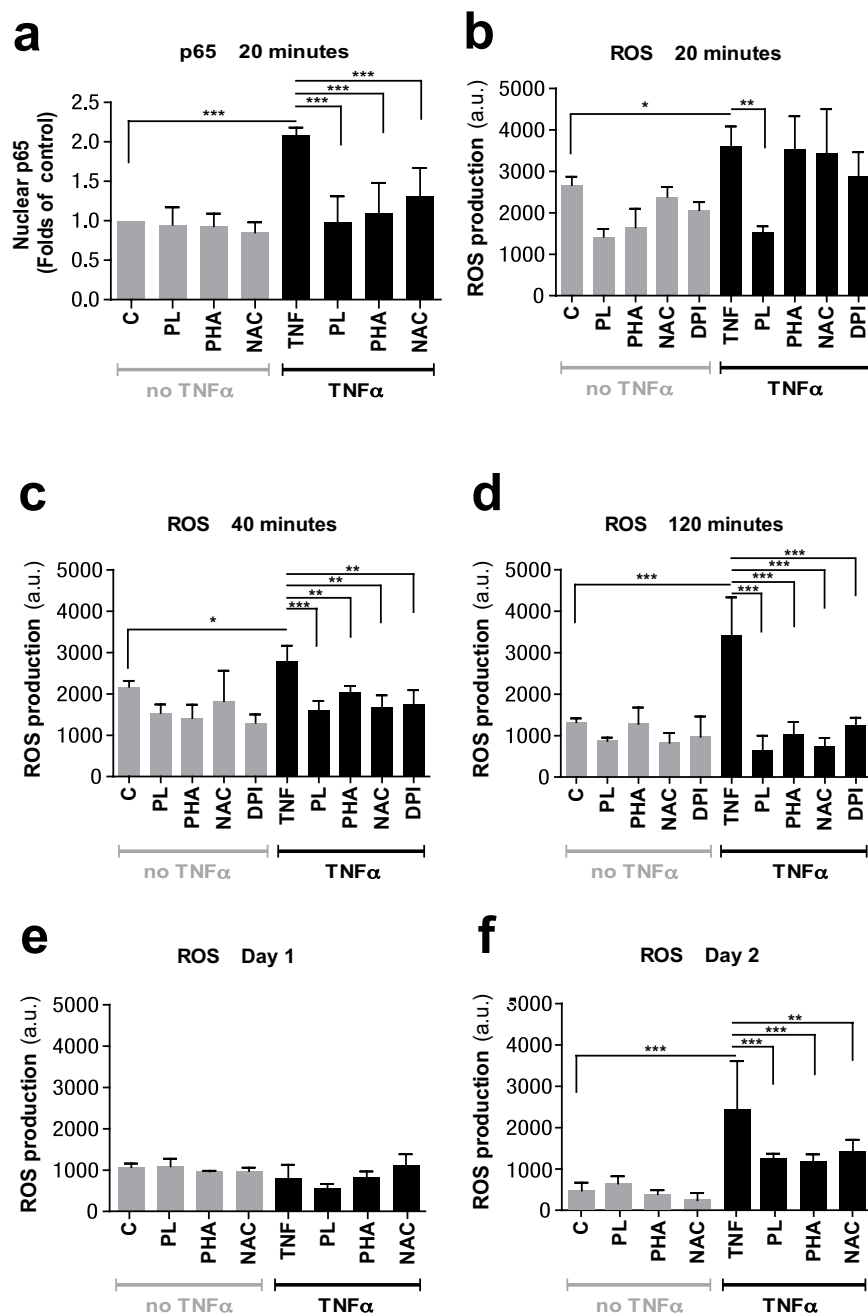 a
p65 20 minutes
Nuclear p65
(Folds of control)
2.5
2.0
1.5
1.0
0.5
0.0
***
***
***
***
C PL PHA NAC TNF PL PHA NAC
no TNFα TNFα
b
ROS 20 minutes
ROS production (a.u.)
5000
4000
3000
2000
1000
0
*
**
C PL PHA NAC DPI TNF PL PHA NAC DPI
no TNFα TNFα
c
ROS 40 minutes
ROS production (a.u.)
5000
4000
3000
2000
1000
0
**
**
**
***
*
C PL PHA NAC DPI TNF PL PHA NAC DPI
no TNFα TNFα
d
ROS 120 minutes
ROS production (a.u.)
5000
4000
3000
2000
1000
0
***
***
***
***
***
C PL PHA NAC DPI TNF PL PHA NAC DPI
no TNFα TNFα
e
ROS Day 1
ROS production (a.u.)
5000
4000
3000
2000
1000
0
C PL PHA NAC TNF PL PHA NAC
no TNFα TNFα
f
ROS Day 2
ROS production (a.u.)
5000
4000
3000
2000
1000
0
**
***
***
***
C PL PHA NAC TNF PL PHA NAC
no TNFα TNFα